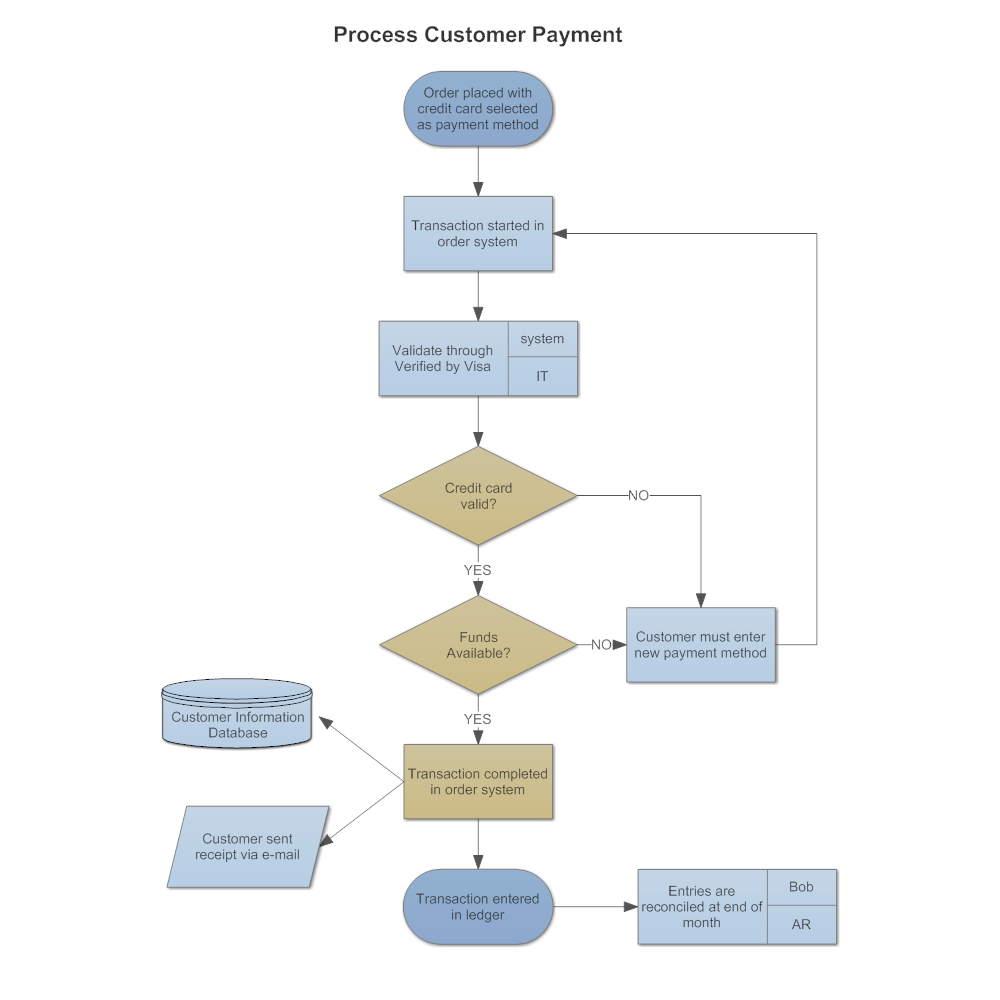 Process Customer Payment
Order placed with
credit card selected
as payment method
Transaction started in
order system
Validate through
Verified by Visa
system
IT
Credit card
valid?
NO
YES
Funds
Available?
NO
Customer must enter
new payment method
YES
Customer Information
Database
Transaction completed
in order system
Customer sent
receipt via e-mail
Transaction entered
in ledger
Entries are
reconciled at end of
month
Bob
AR